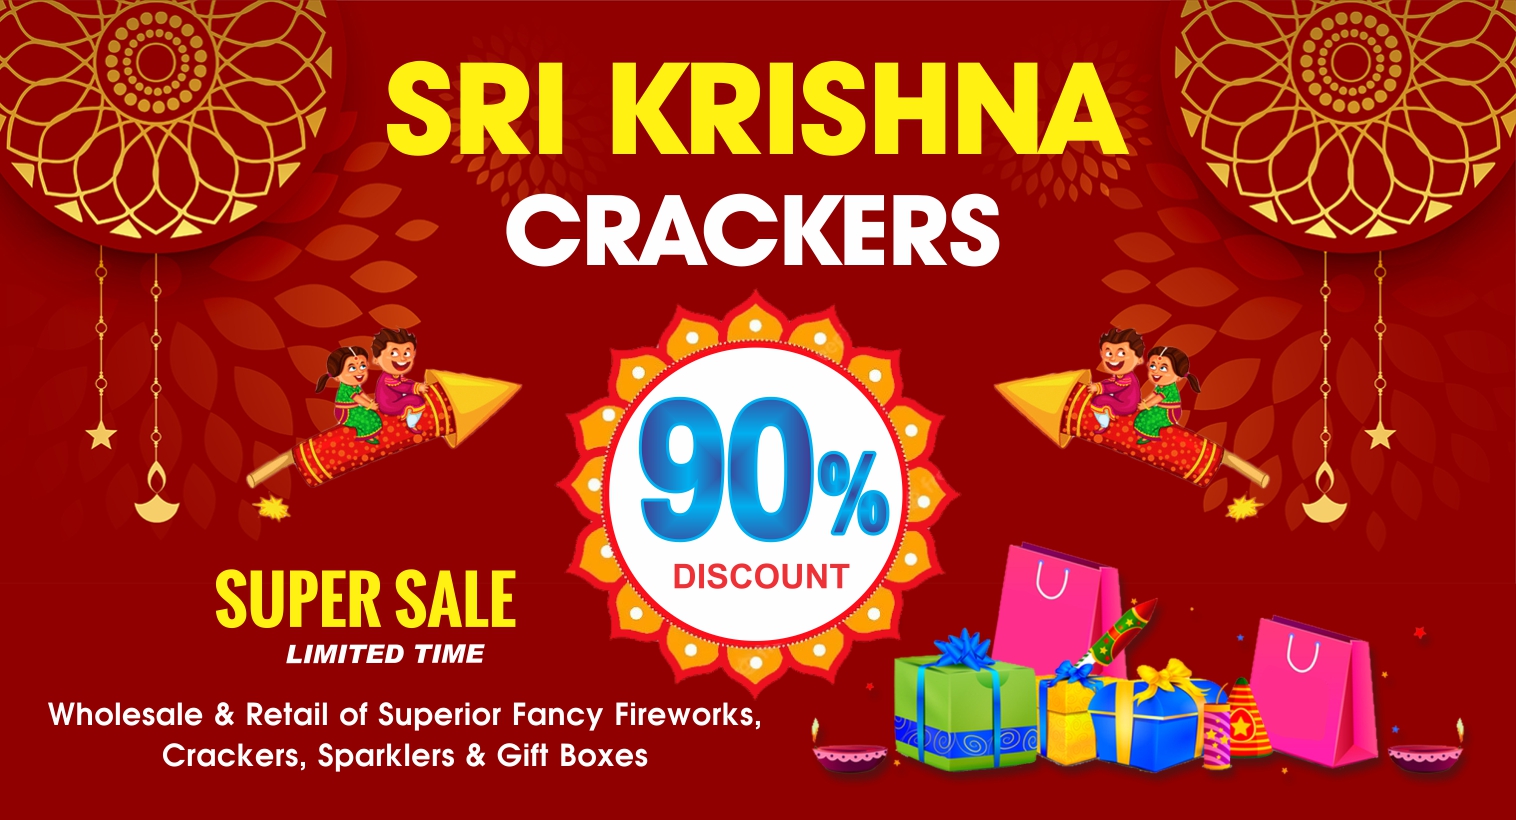 SRI KRISHNA
CRACKERS
90%
DISCOUNT
SUPER SALE
LIMITED TIME
Wholesale & Retail of Superior Fancy Fireworks,
Crackers, Sparklers & Gift Boxes